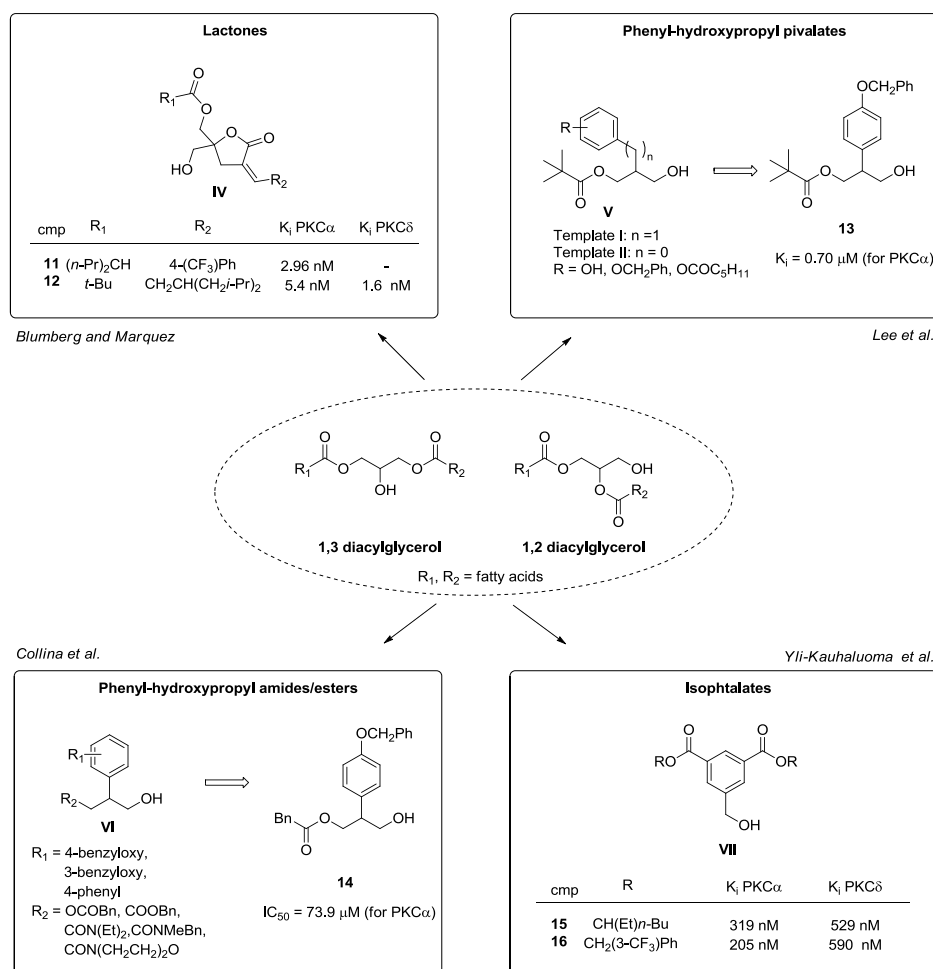 Lactones
O
R1
O
O
O
HO
R2
IV
cmp R1 R2 Ki PKCα Ki PKCδ
11 (n-Pr)2CH 4-(CF3)Ph 2.96 nM -
12 t-Bu CH2CH(CH2i-Pr)2 5.4 nM 1.6 nM
Blumberg and Marquez
Phenyl-hydroxypropyl pivalates
R
( )n
O
OH
O
V
Template I: n =1
Template II: n = 0
R = OH, OCH2Ph, OCOC5H11
OCH2Ph
O
OH
O
13
Ki = 0.70 μM (for PKCα)
Lee et al.
O
R1
O
OH
O
O
R2
1,3 diacylglycerol
O
R1
O
OH
O
R2
O
1,2 diacylglycerol
R1, R2 = fatty acids
Collina et al.
Phenyl-hydroxypropyl amides/esters
R1
R2
OH
VI
R1 = 4-benzyloxy,
3-benzyloxy,
4-phenyl
R2 = OCOBn, COOBn,
CON(Et)2,CONMeBn,
CON(CH2CH2)2O
OCH2Ph
Bn
O
OH
O
14
IC50 = 73.9 μM (for PKCα)
Yli-Kauhaluoma et al.
Isophtalates
O
O
RO
OR
OH
VII
cmp R Ki PKCα Ki PKCδ
15 CH(Et)n-Bu 319 nM 529 nM
16 CH2(3-CF3)Ph 205 nM 590 nM